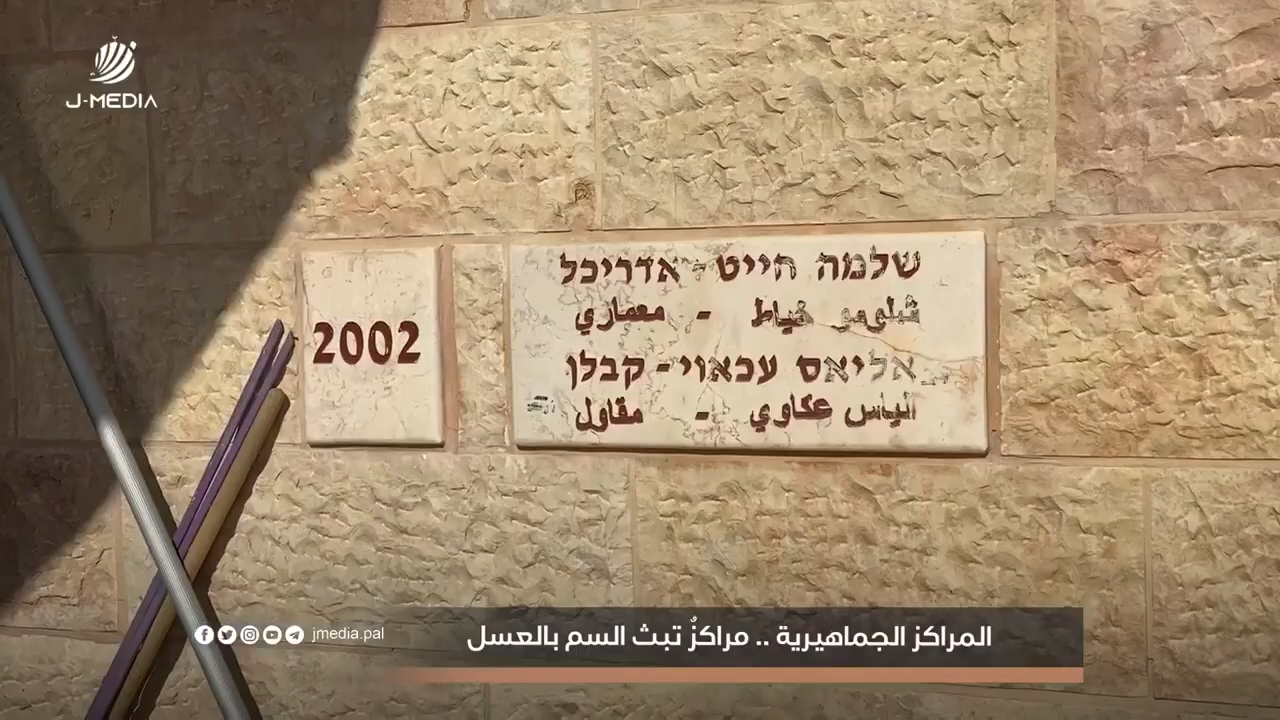 J-MEDIA
שלמה חייט - אדריכל
شلومو خياط - معماري
אליאס עכאוי - קבלן
الياس عكاوي - مقاول
2002
المراكز الجماهيرية .. مراكزٌ تبث السم بالعسل
jmedia.pal